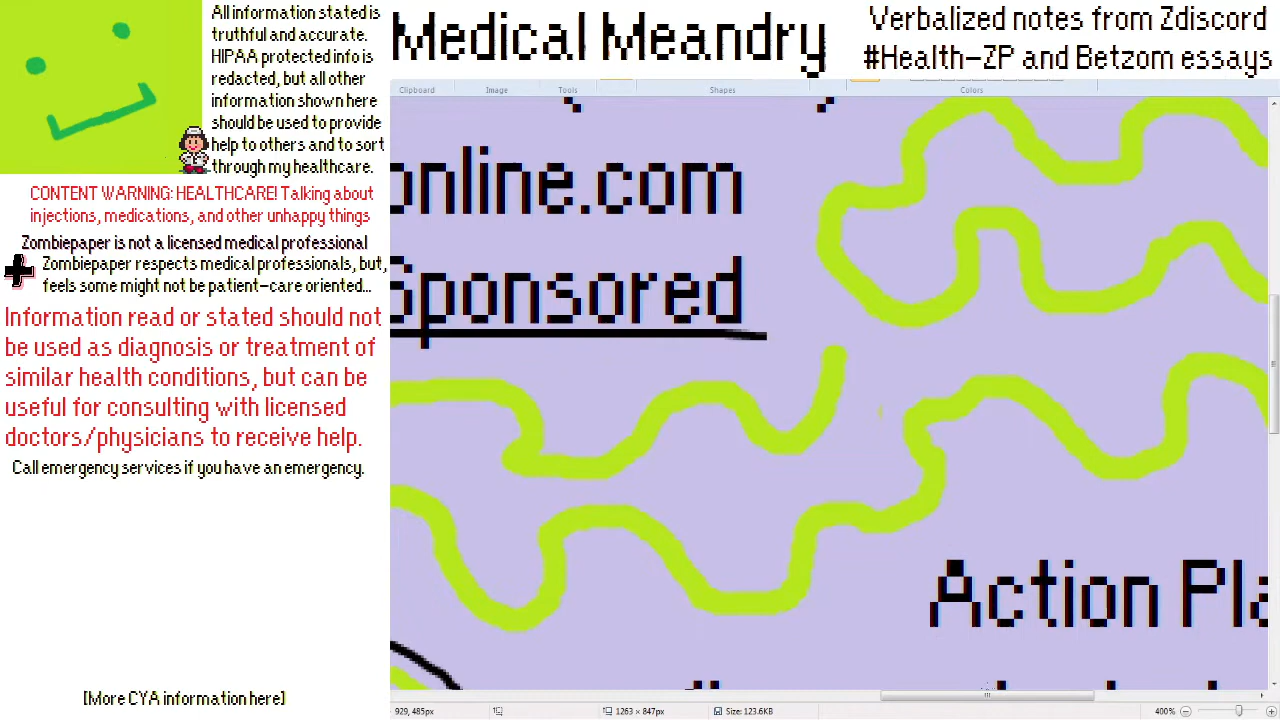 All information stated is
truthful and accurate.
HIPAA protected info is
redacted, but all other
information shown here
should be used to provide
help to others and to sort
through my healthcare.
CONTENT WARNING: HEALTHCARE! Talking about
injections, medications, and other unhappy things
Zombiepaper is not a licensed medical professional
Zombiepaper respects medical professionals, but,
feels some might not be patient-care oriented...
Information read or stated should not
be used as diagnosis or treatment of
similar health conditions, but can be
useful for consulting with licensed
doctors/physicians to receive help.
Call emergency services if you have an emergency.
[More CYA information here]
Medical Meandry
Verbalized notes from Zdiscord
#Health-ZP and Betzom essays
Clipboard Image Tools Shapes Colors
online.com
Sponsored
Action Pla
929, 485px 1263 × 847px Size: 123.6KB 400%